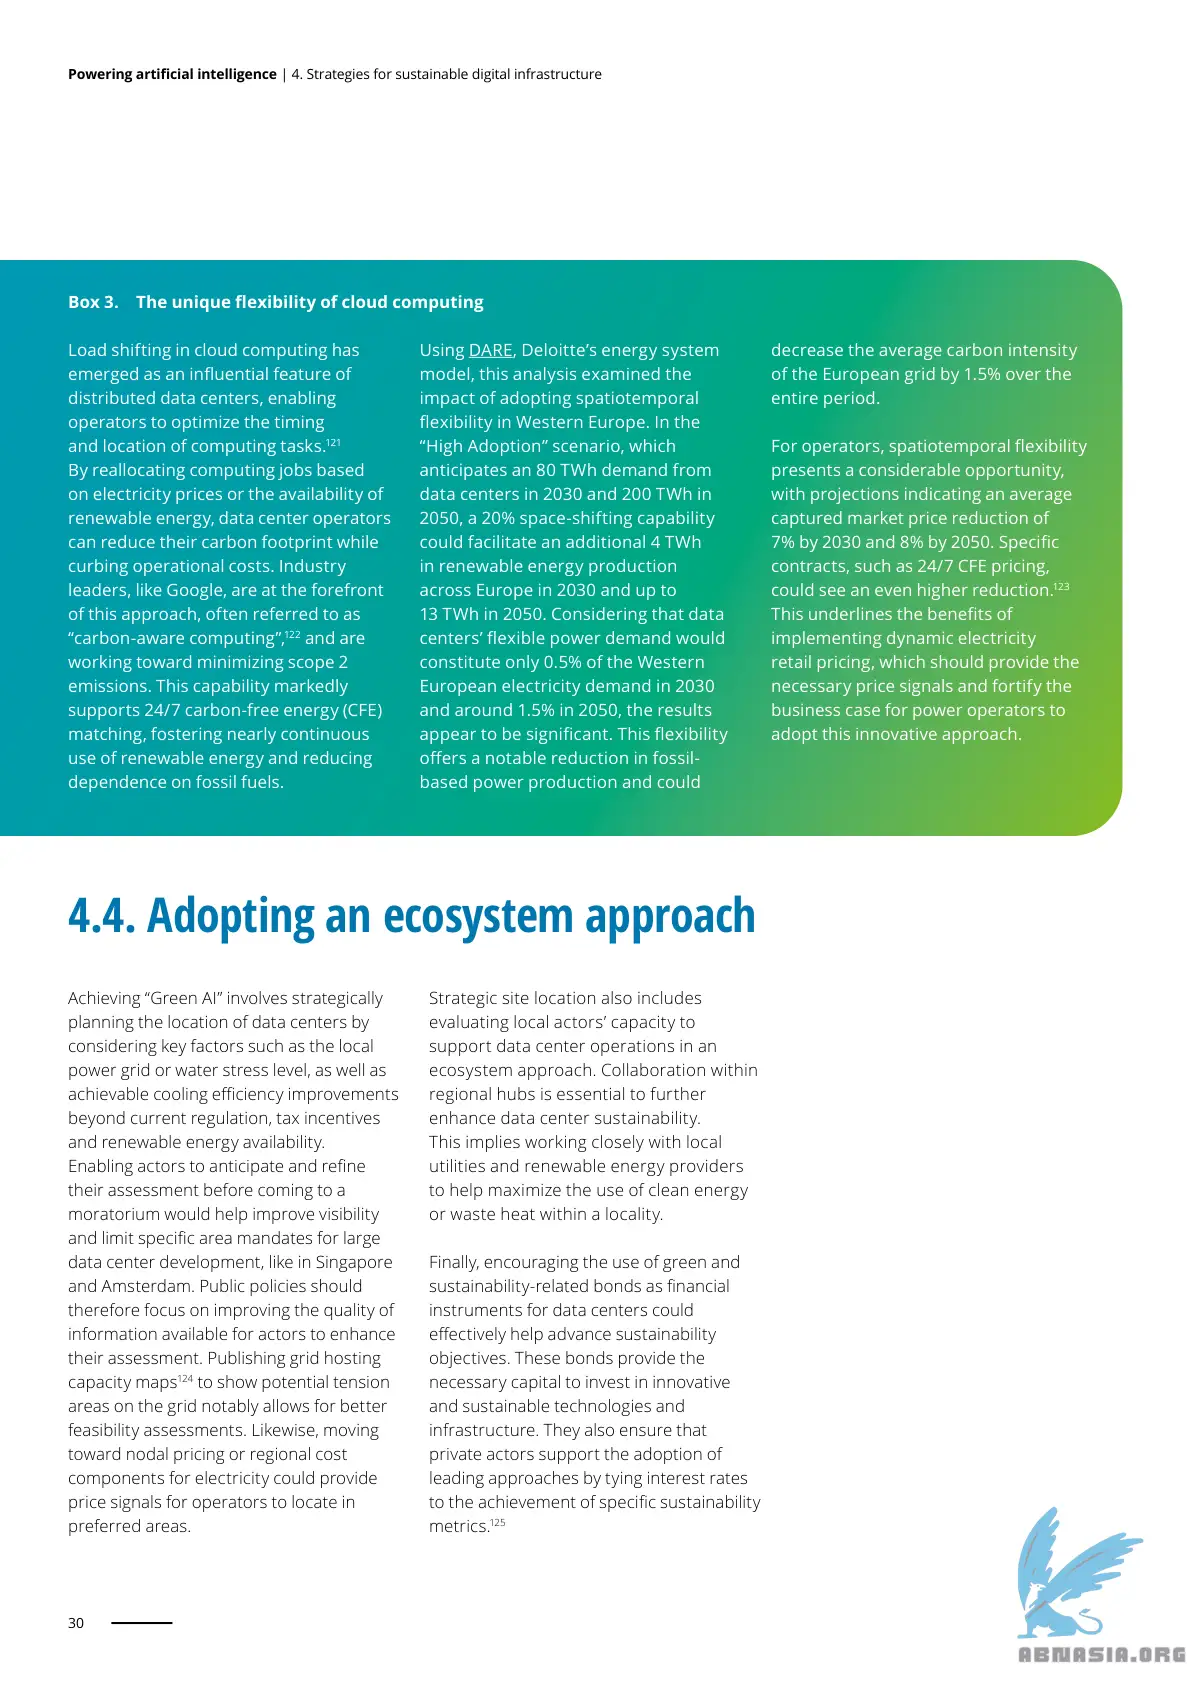 Powering artificial intelligence | 4. Strategies for sustainable digital infrastructure
Box 3. The unique flexibility of cloud computing
Load shifting in cloud computing has
emerged as an influential feature of
distributed data centers, enabling
operators to optimize the timing
and location of computing tasks.121
By reallocating computing jobs based
on electricity prices or the availability of
renewable energy, data center operators
can reduce their carbon footprint while
curbing operational costs. Industry
leaders, like Google, are at the forefront
of this approach, often referred to as
“carbon-aware computing”,122 and are
working toward minimizing scope 2
emissions. This capability markedly
supports 24/7 carbon-free energy (CFE)
matching, fostering nearly continuous
use of renewable energy and reducing
dependence on fossil fuels.
Using DARE, Deloitte’s energy system
model, this analysis examined the
impact of adopting spatiotemporal
flexibility in Western Europe. In the
“High Adoption” scenario, which
anticipates an 80 TWh demand from
data centers in 2030 and 200 TWh in
2050, a 20% space-shifting capability
could facilitate an additional 4 TWh
in renewable energy production
across Europe in 2030 and up to
13 TWh in 2050. Considering that data
centers’ flexible power demand would
constitute only 0.5% of the Western
European electricity demand in 2030
and around 1.5% in 2050, the results
appear to be significant. This flexibility
offers a notable reduction in fossil-
based power production and could
decrease the average carbon intensity
of the European grid by 1.5% over the
entire period.
For operators, spatiotemporal flexibility
presents a considerable opportunity,
with projections indicating an average
captured market price reduction of
7% by 2030 and 8% by 2050. Specific
contracts, such as 24/7 CFE pricing,
could see an even higher reduction.123
This underlines the benefits of
implementing dynamic electricity
retail pricing, which should provide the
necessary price signals and fortify the
business case for power operators to
adopt this innovative approach.
4.4. Adopting an ecosystem approach
Achieving “Green AI” involves strategically
planning the location of data centers by
considering key factors such as the local
power grid or water stress level, as well as
achievable cooling efficiency improvements
beyond current regulation, tax incentives
and renewable energy availability.
Enabling actors to anticipate and refine
their assessment before coming to a
moratorium would help improve visibility
and limit specific area mandates for large
data center development, like in Singapore
and Amsterdam. Public policies should
therefore focus on improving the quality of
information available for actors to enhance
their assessment. Publishing grid hosting
capacity maps124 to show potential tension
areas on the grid notably allows for better
feasibility assessments. Likewise, moving
toward nodal pricing or regional cost
components for electricity could provide
price signals for operators to locate in
preferred areas.
Strategic site location also includes
evaluating local actors’ capacity to
support data center operations in an
ecosystem approach. Collaboration within
regional hubs is essential to further
enhance data center sustainability.
This implies working closely with local
utilities and renewable energy providers
to help maximize the use of clean energy
or waste heat within a locality.
Finally, encouraging the use of green and
sustainability-related bonds as financial
instruments for data centers could
effectively help advance sustainability
objectives. These bonds provide the
necessary capital to invest in innovative
and sustainable technologies and
infrastructure. They also ensure that
private actors support the adoption of
leading approaches by tying interest rates
to the achievement of specific sustainability
metrics.125
30
ABNASIA.ORG